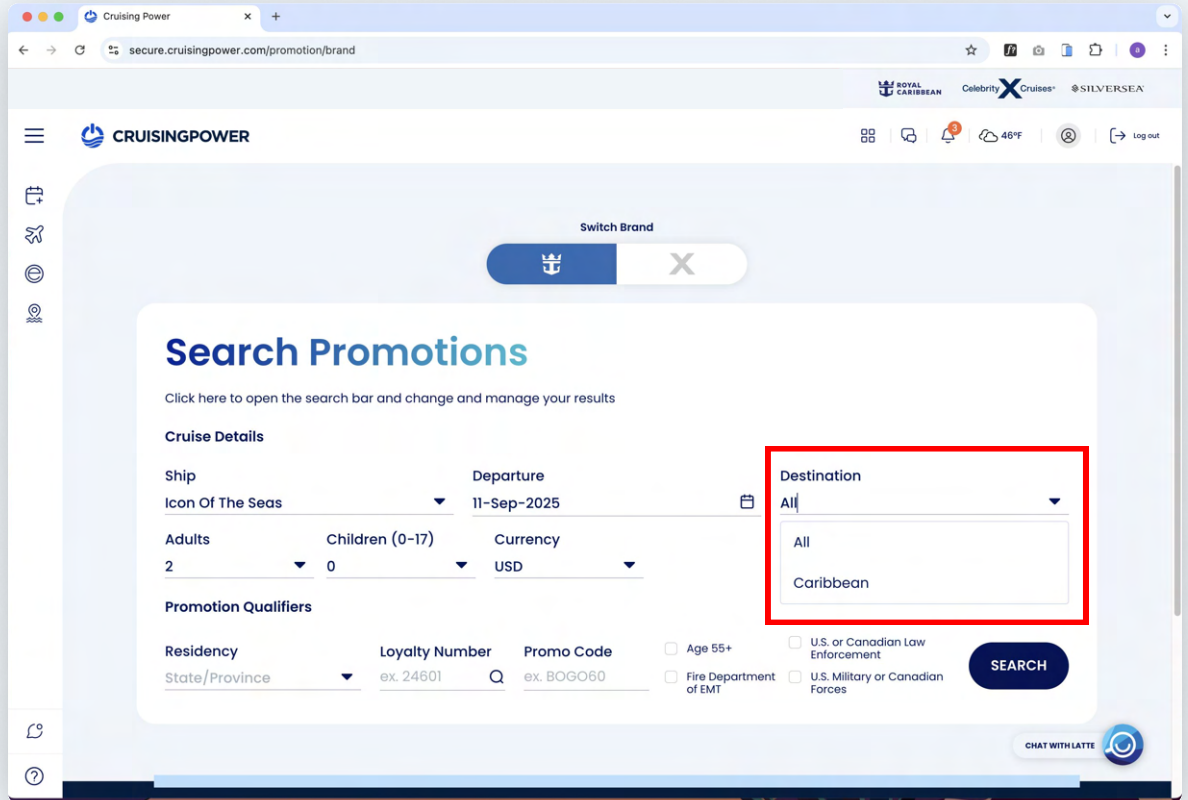 Cruising Power
secure.cruisingpower.com/promotion/brand
a
ROYAL
CARIBBEAN
Celebrity X Cruises
SILVERSEA
CRUISINGPOWER
3
46°F
Log out
Switch Brand
X
Search Promotions
Click here to open the search bar and change and manage your results
Cruise Details
Ship
Departure
Destination
Icon Of The Seas
11-Sep-2025
All
All
Caribbean
Adults
Children (0-17)
Currency
2
0
USD
Promotion Qualifiers
Residency
Loyalty Number
Promo Code
State/Province
ex. 24601
ex. BOGO60
Age 55+
U.S. or Canadian Law
Enforcement
Fire Department
of EMT
U.S. Military or Canadian
Forces
SEARCH
CHAT WITH LATTE